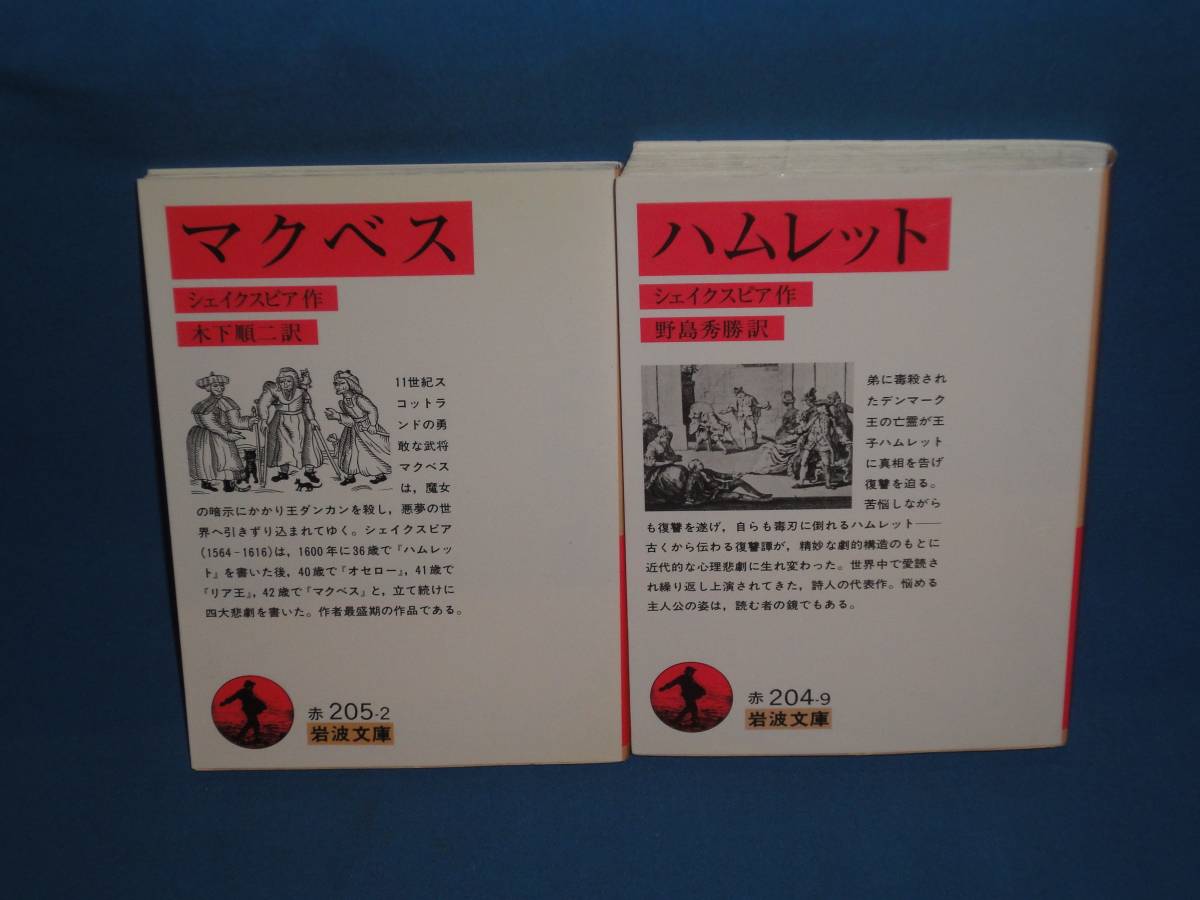 マクベス
シェイクスピア作
木下順二訳
11世紀ス
コットラ
ンドの勇
敢な武将
マクベス
は，魔女
の暗示にかかり王ダンカンを殺し，悪夢の世
界へ引きずり込まれてゆく。シェイクスピア
(1564-1616)は，1600年に36歳で『ハムレッ
ト』を書いた後，40歳で『オセロー』，41歳で
『リア王』，42歳で『マクベス』と，立て続けに
四大悲劇を書いた。作者最盛期の作品である。
赤 205-2
岩波文庫
ハムレット
シェイクスピア作
野島秀勝訳
弟に毒殺され
たデンマーク
王の亡霊が王
子ハムレット
に真相を告げ
復讐を迫る。
苦悩しながら
も復讐を遂げ，自らも毒刃に倒れるハムレット——
古くから伝わる復讐譚が，精妙な劇的構造のもとに
近代的な心理悲劇に生れ変わった。世界中で愛読さ
れ繰り返し上演されてきた，詩人の代表作。悩める
主人公の姿は，読む者の鏡でもある。
赤 204-9
岩波文庫